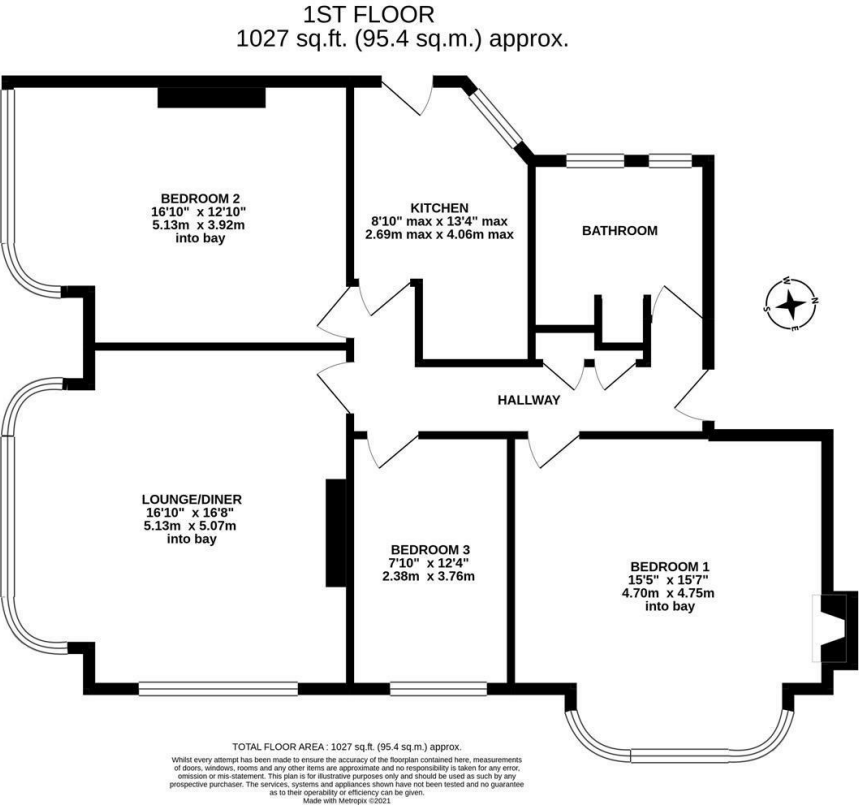 1ST FLOOR
1027 sq.ft. (95.4 sq.m.) approx.
BEDROOM 2
16'10" x 12'10"
5.13m x 3.92m
into bay
KITCHEN
8'10" max x 13'4" max
2.69m max x 4.06m max
BATHROOM
W
N
S
E
HALLWAY
LOUNGE/DINER
16'10" x 16'8"
5.13m x 5.07m
into bay
BEDROOM 3
7'10" x 12'4"
2.38m x 3.76m
BEDROOM 1
15'5" x 15'7"
4.70m x 4.75m
into bay
TOTAL FLOOR AREA : 1027 sq.ft. (95.4 sq.m.) approx.
Whilst every attempt has been made to ensure the accuracy of the floorplan contained here, measurements
of doors, windows, rooms and any other items are approximate and no responsibility is taken for any error,
omission or mis-statement. This plan is for illustrative purposes only and should be used as such by any
prospective purchaser. The services, systems and appliances shown have not been tested and no guarantee
as to their operability or efficiency can be given.
Made with Metropix ©2021